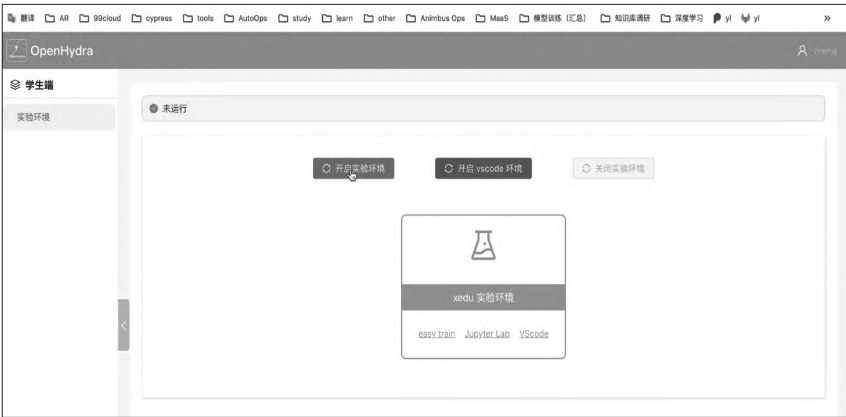 翻译 AR 99cloud cypress tools AutoOps study learn other Animbus Ops MaaS 模型训练（汇总） 知识库调研 深度学习 yl yl »
OpenHydra zhang
学生端
实验环境
未运行
开启实验环境 开启 vscode 环境 关闭实验环境
xedu 实验环境
easy train Jupyter Lab VScode